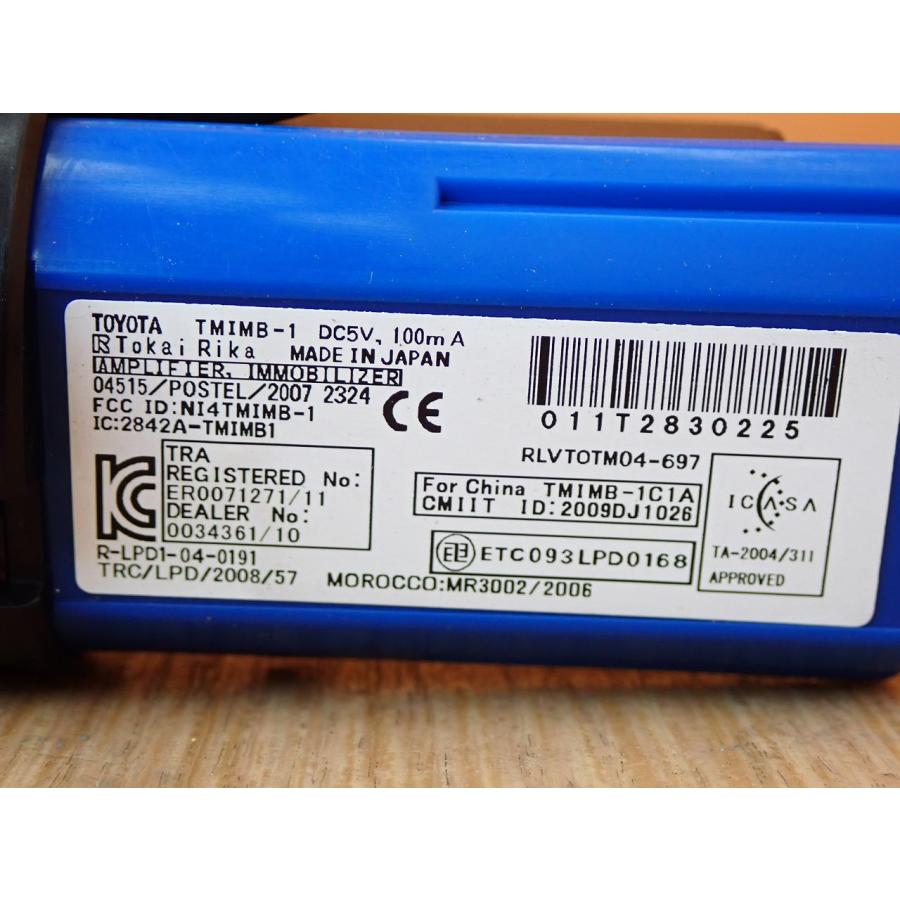 TOYOTA TMIMB-1 DC5V, 100mA
R Tokai Rika MADE IN JAPAN
AMPLIFIER, IMMOBILIZER
04515/POSTEL/2007 2324
FCC ID:NI4TMIMB-1
IC:2842A-TMIMB1
CE
011T2830225
RLVTOTM04-697
KC
TRA
REGISTERED No:
ER0071271/11
DEALER No:
0034361/10
R-LPD1-04-0191
TRC/LPD/2008/57
For China TMIMB-1C1A
CMIIT ID:2009DJ1026
ETC093LPD0168
MOROCCO:MR3002/2006
ICASA
TA-2004/311
APPROVED